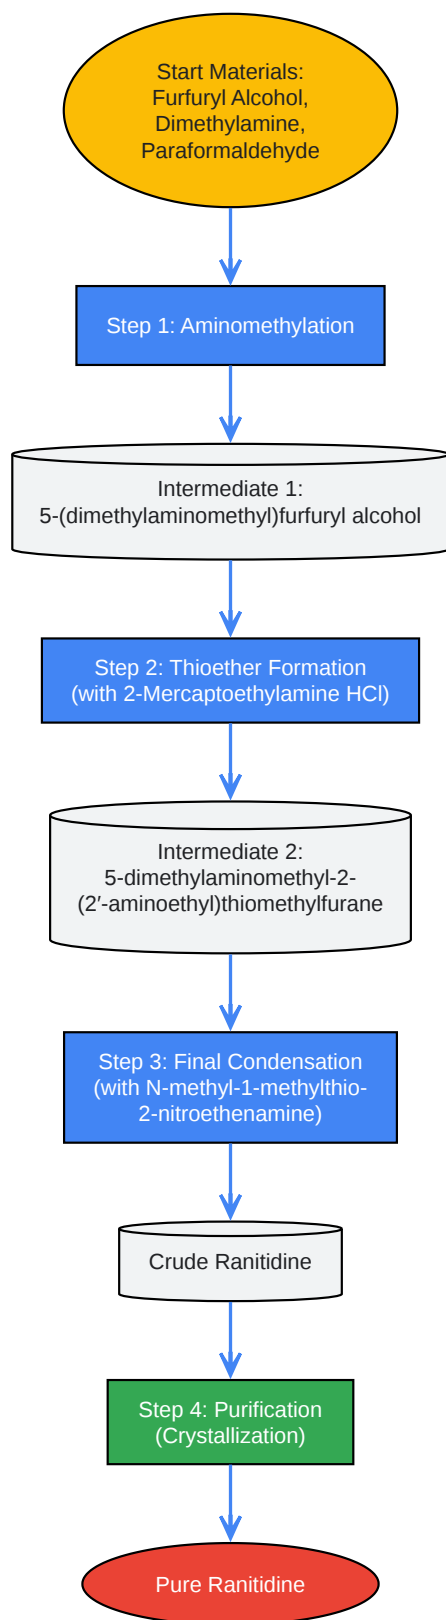 Start Materials:
Furfuryl Alcohol,
Dimethylamine,
Paraformaldehyde
Step 1: Aminomethylation
Intermediate 1:
5-(dimethylaminomethyl)furfuryl alcohol
Step 2: Thioether Formation
(with 2-Mercaptoethylamine HCl)
Intermediate 2:
5-dimethylaminomethyl-2-
(2′-aminoethyl)thiomethylfurane
Step 3: Final Condensation
(with N-methyl-1-methylthio-
2-nitroethenamine)
Crude Ranitidine
Step 4: Purification
(Crystallization)
Pure Ranitidine